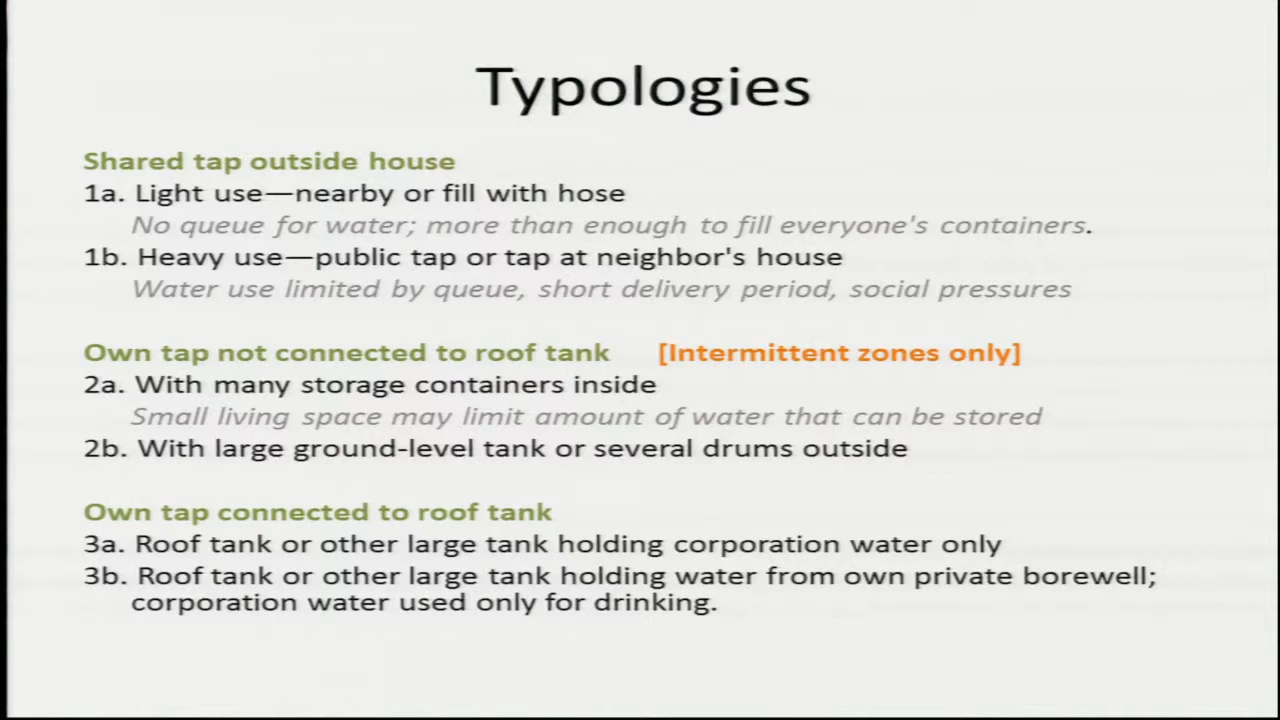 Typologies
Shared tap outside house
1a. Light use—nearby or fill with hose
No queue for water; more than enough to fill everyone's containers.
1b. Heavy use—public tap or tap at neighbor's house
Water use limited by queue, short delivery period, social pressures
Own tap not connected to roof tank [Intermittent zones only]
2a. With many storage containers inside
Small living space may limit amount of water that can be stored
2b. With large ground-level tank or several drums outside
Own tap connected to roof tank
3a. Roof tank or other large tank holding corporation water only
3b. Roof tank or other large tank holding water from own private borewell;
corporation water used only for drinking.